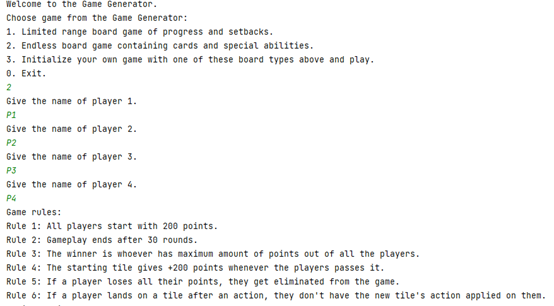 Welcome to the Game Generator.
Choose game from the Game Generator:
1. Limited range board game of progress and setbacks.
2. Endless board game containing cards and special abilities.
3. Initialize your own game with one of these board types above and play.
0. Exit.
2
Give the name of player 1.
P1
Give the name of player 2.
P2
Give the name of player 3.
P3
Give the name of player 4.
P4
Game rules:
Rule 1: All players start with 200 points.
Rule 2: Gameplay ends after 30 rounds.
Rule 3: The winner is whoever has maximum amount of points out of all the players.
Rule 4: The starting tile gives +200 points whenever the players passes it.
Rule 5: If a player loses all their points, they get eliminated from the game.
Rule 6: If a player lands on a tile after an action, they don't have the new tile's action applied on them.